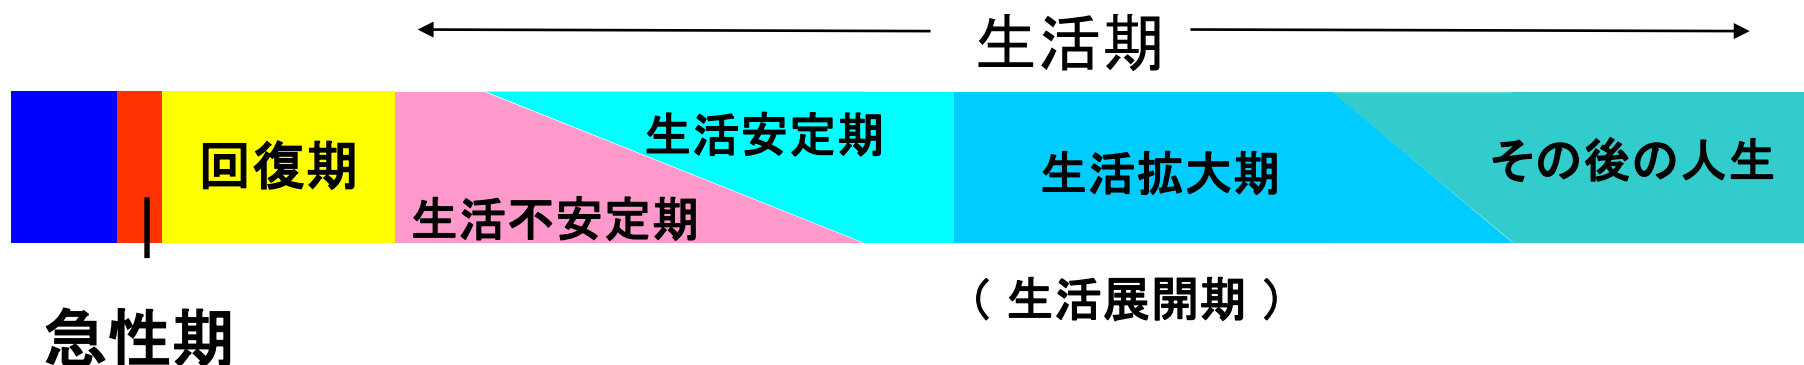 生活期
回復期
生活不安定期
生活安定期
生活拡大期
その後の人生
（ 生活展開期 ）
急性期